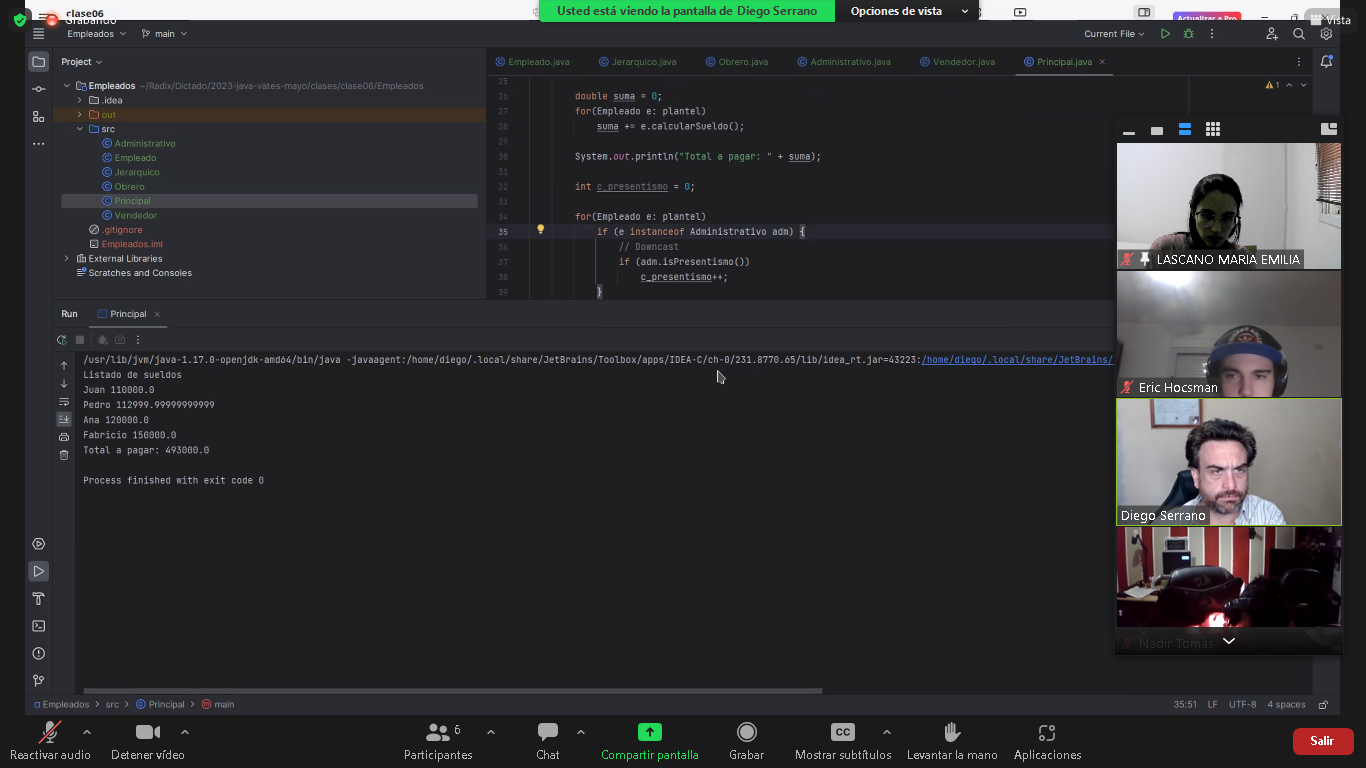 clase06
Grabando
Usted está viendo la pantalla de Diego Serrano
Opciones de vista
Actualizar a Pro
Vista
Empleados
main
Current File
Project
Empleados ~/Radix/Dictado/2023-java-vates-mayo/clases/clase06/Empleados
.idea
out
src
Administrativo
Empleado
Jerarquico
Obrero
Principal
Vendedor
.gitignore
Empleados.iml
External Libraries
Scratches and Consoles
Empleado.java
Jerarquico.java
Obrero.java
Administrativo.java
Vendedor.java
Principal.java
1
25
26 double suma = 0;
27 for(Empleado e: plantel)
28 suma += e.calcularSueldo();
29
30 System.out.println("Total a pagar: " + suma);
31
32 int c_presentismo = 0;
33
34 for(Empleado e: plantel)
35 if (e instanceof Administrativo adm) {
36 // Downcast
37 if (adm.isPresentismo())
38 c_presentismo++;
39 }
Run
Principal
/usr/lib/jvm/java-1.17.0-openjdk-amd64/bin/java -javaagent:/home/diego/.local/share/JetBrains/Toolbox/apps/IDEA-C/ch-0/231.8770.65/lib/idea_rt.jar=43223:/home/diego/.local/share/JetBrains/
Listado de sueldos
Juan 110000.0
Pedro 112999.99999999999
Ana 120000.0
Fabricio 150000.0
Total a pagar: 493000.0
Process finished with exit code 0
LASCANO MARIA EMILIA
Eric Hocsman
Diego Serrano
Nadir Tomas
Empleados
src
Principal
main
35:51
LF
UTF-8
4 spaces
Reactivar audio
Detener vídeo
6
Participantes
Chat
Compartir pantalla
Grabar
CC
Mostrar subtítulos
Levantar la mano
Aplicaciones
Salir